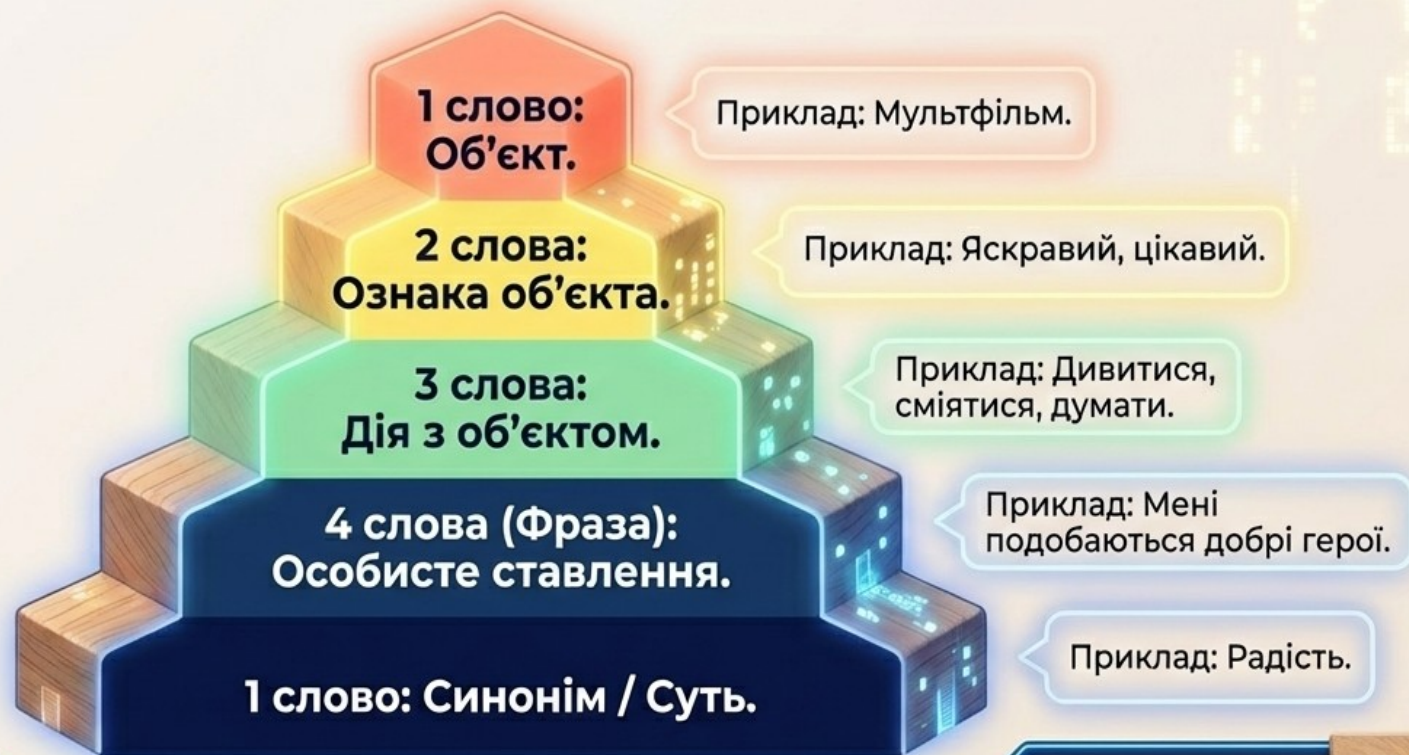 1 слово:
Об’єкт.
Приклад: Мультфільм.
2 слова:
Ознака об’єкта.
Приклад: Яскравий, цікавий.
3 слова:
Дія з об’єктом.
Приклад: Дивитися,
сміятися, думати.
4 слова (Фраза):
Особисте ставлення.
Приклад: Мені
подобаються добрі герої.
1 слово: Синонім / Суть.
Приклад: Радість.